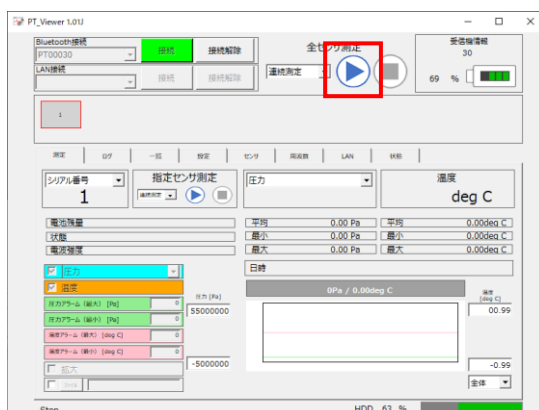 PT_Viewer 1.01J
Bluetooth接続
PT00030
接続
接続解除
LAN接続
接続
接続解除
全センサ測定
連続測定
受信機情報
30
69 %
1
測定 ログ 一覧 設定 センサ 周波数 LAN 状態
シリアル番号
1
指定センサ測定
連続測定
圧力
温度
deg C
電池残量
状態
電波強度
平均 0.00 Pa
最小 0.00 Pa
最大 0.00 Pa
平均 0.00deg C
最小 0.00deg C
最大 0.00deg C
圧力
温度
圧力アラーム (最大) [Pa] 0
圧力アラーム (最小) [Pa] 0
温度アラーム (最大) [deg C] 0
温度アラーム (最小) [deg C] 0
拡大
日時
圧力 [Pa]
55000000
-5000000
0Pa / 0.00deg C
温度
[deg C]
00.99
-0.99
全体
Stop
HDD 63 %